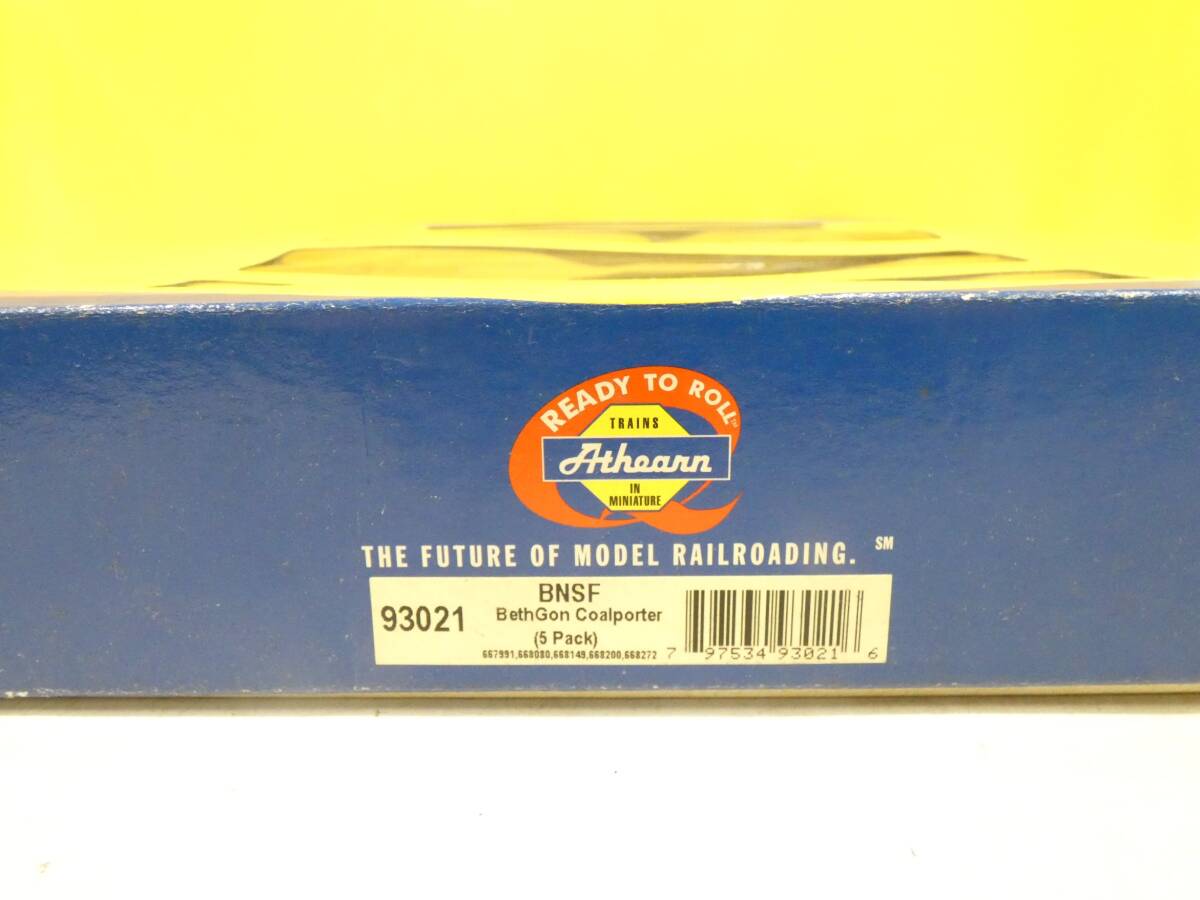 READY TO ROLL™
TRAINS
Athearn
IN
MINIATURE
THE FUTURE OF MODEL RAILROADING. SM
93021
BNSF
BethGon Coalporter
(5 Pack)
667991,668080,668149,668200,668272
7 97534 93021 6